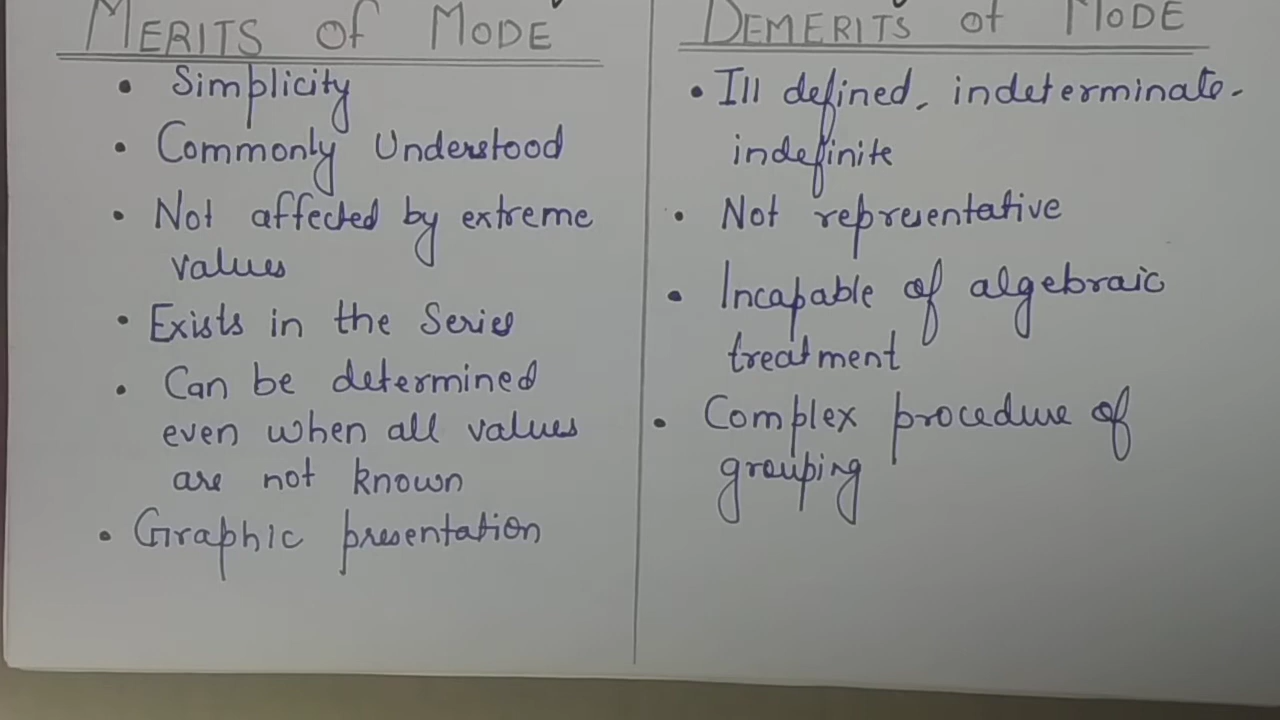 MERITS of MODE
• Simplicity
• Commonly Understood
• Not affected by extreme
values
• Exists in the Series
• Can be determined
even when all values
are not known
• Graphic presentation
DEMERITS of MODE
• Ill defined, indeterminate-
indefinite
• Not representative
• Incapable of algebraic
treatment
• Complex procedure of
grouping